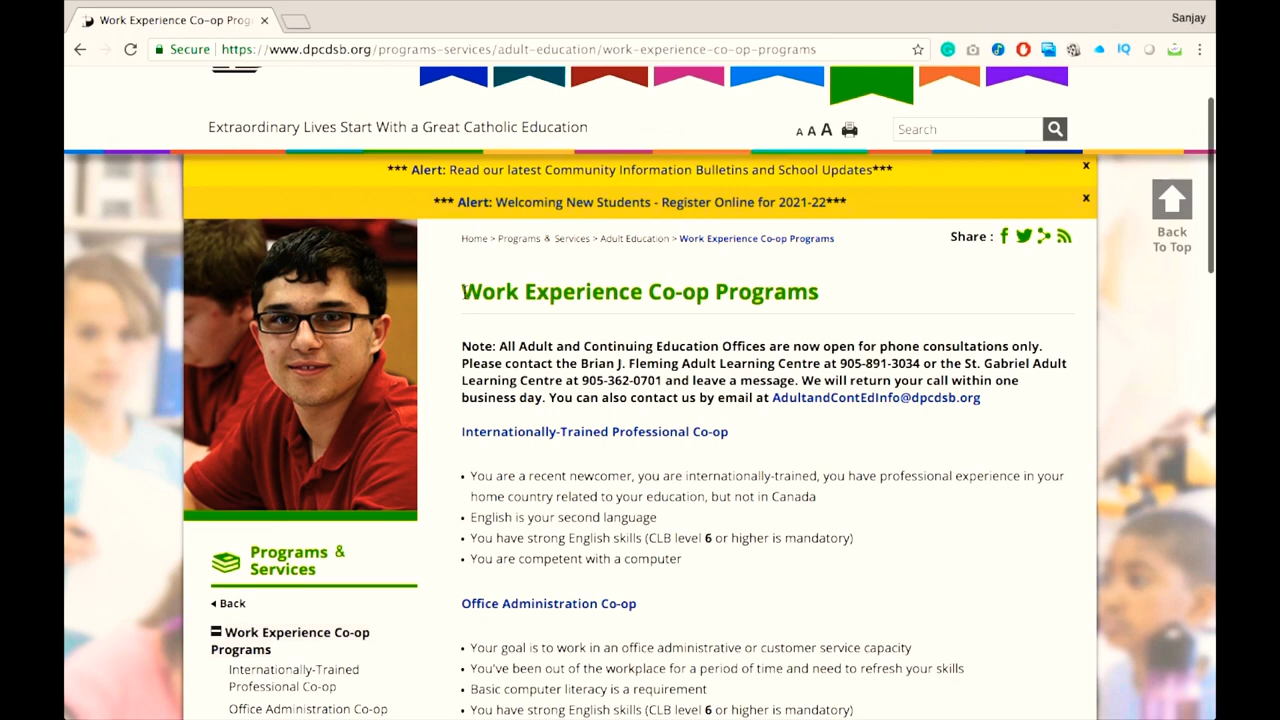 Work Experience Co-op Prog
Sanjay
Secure https://www.dpcdsb.org/programs-services/adult-education/work-experience-co-op-programs
IQ
Extraordinary Lives Start With a Great Catholic Education
A A A
Search
*** Alert: Read our latest Community Information Bulletins and School Updates***
x
*** Alert: Welcoming New Students - Register Online for 2021-22***
x
Back
To Top
Home > Programs & Services > Adult Education > Work Experience Co-op Programs
Share :
Work Experience Co-op Programs
Note: All Adult and Continuing Education Offices are now open for phone consultations only.
Please contact the Brian J. Fleming Adult Learning Centre at 905-891-3034 or the St. Gabriel Adult
Learning Centre at 905-362-0701 and leave a message. We will return your call within one
business day. You can also contact us by email at AdultandContEdInfo@dpcdsb.org
Internationally-Trained Professional Co-op
• You are a recent newcomer, you are internationally-trained, you have professional experience in your
home country related to your education, but not in Canada
• English is your second language
• You have strong English skills (CLB level 6 or higher is mandatory)
• You are competent with a computer
Office Administration Co-op
• Your goal is to work in an office administrative or customer service capacity
• You've been out of the workplace for a period of time and need to refresh your skills
• Basic computer literacy is a requirement
• You have strong English skills (CLB level 6 or higher is mandatory)
Programs &
Services
Back
Work Experience Co-op
Programs
Internationally-Trained
Professional Co-op
Office Administration Co-op